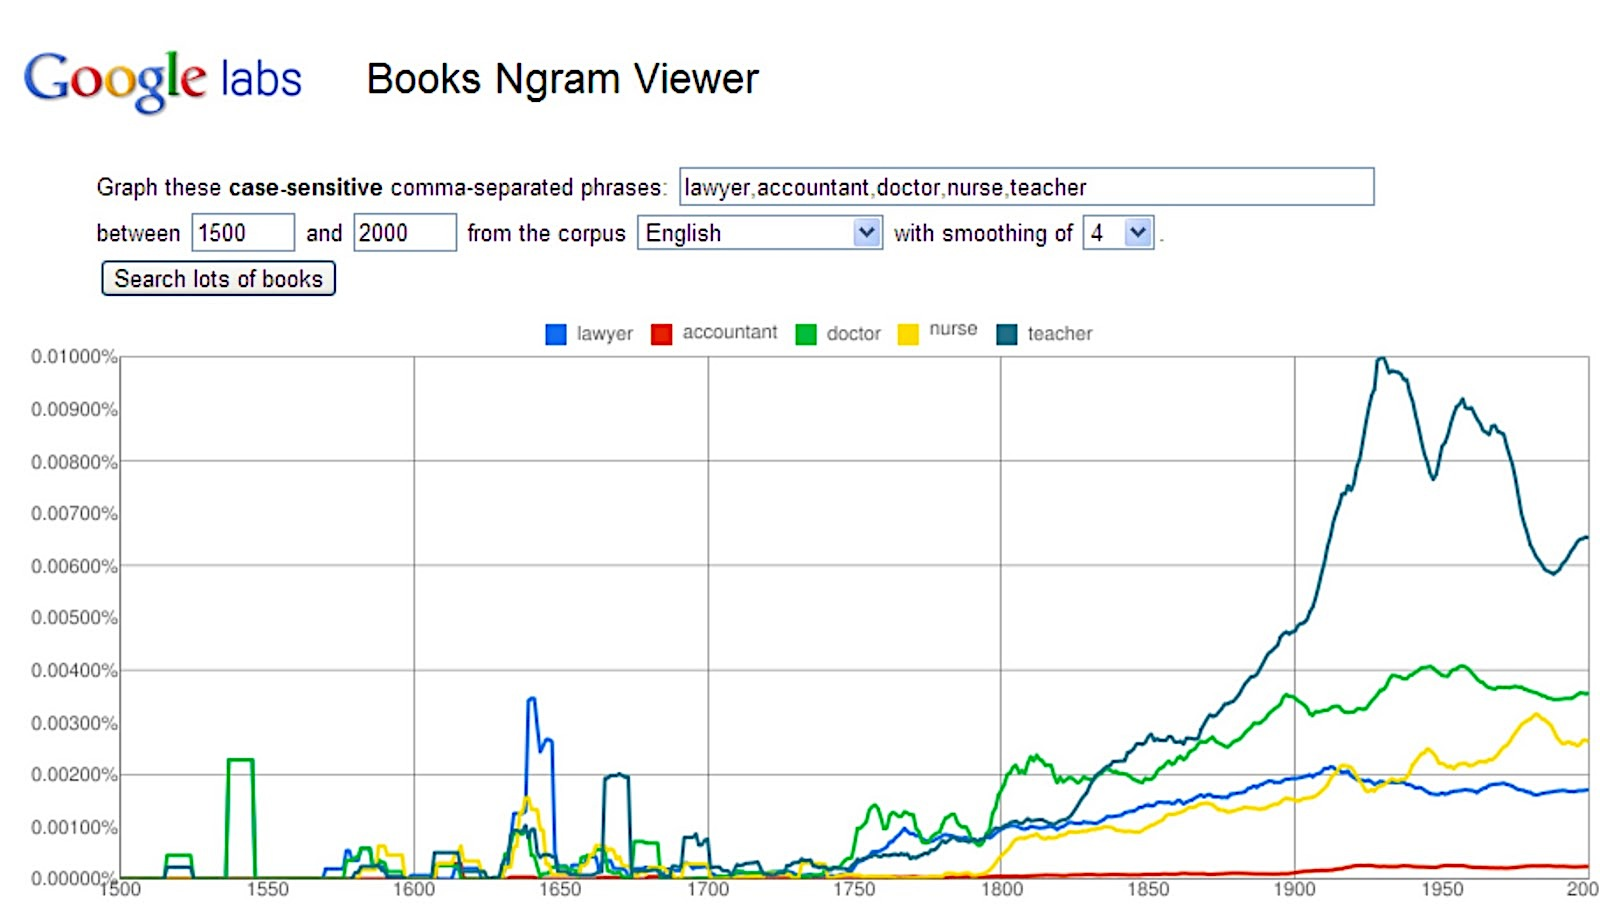 Google labs Books Ngram Viewer
Graph these case-sensitive comma-separated phrases: lawyer,accountant,doctor,nurse,teacher
between 1500 and 2000 from the corpus English with smoothing of 4 .
Search lots of books
lawyer accountant doctor nurse teacher
0.01000%
0.00900%
0.00800%
0.00700%
0.00600%
0.00500%
0.00400%
0.00300%
0.00200%
0.00100%
0.00000%
1500 1550 1600 1650 1700 1750 1800 1850 1900 1950 200